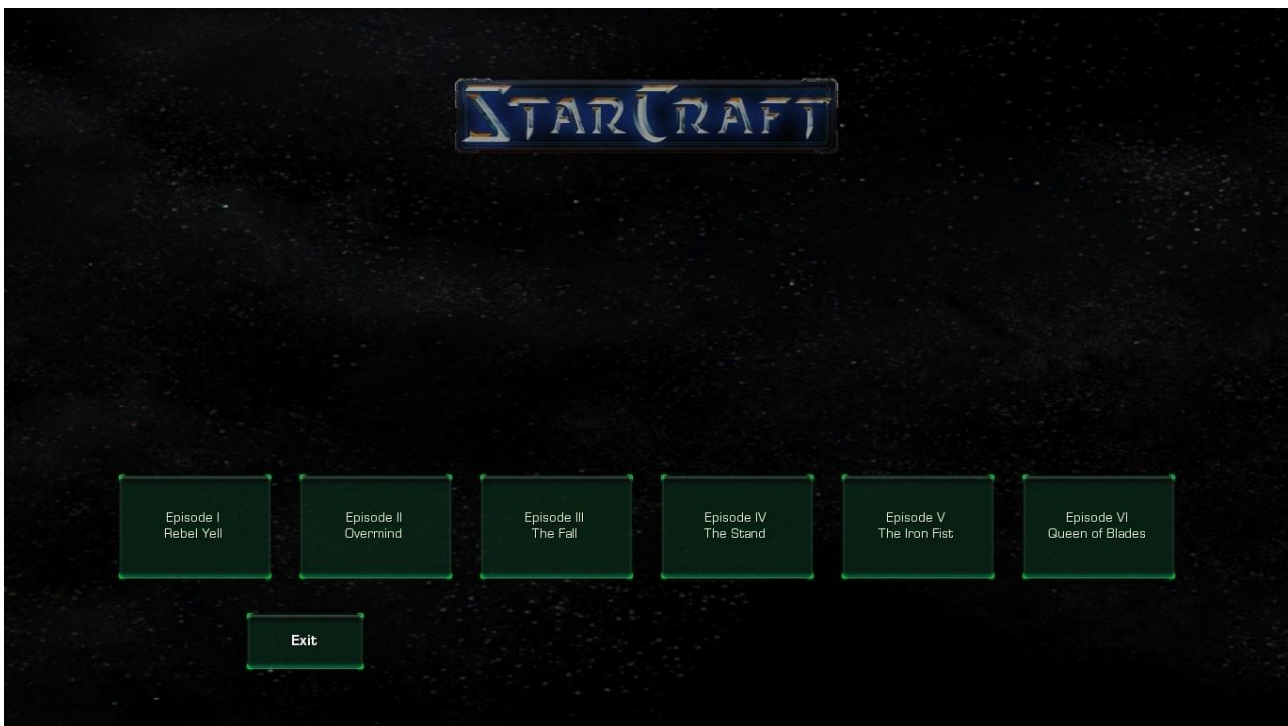 STARCRAFT
Episode I
Rebel Yell
Episode II
Overmind
Episode III
The Fall
Episode IV
The Stand
Episode V
The Iron Fist
Episode VI
Queen of Blades
Exit